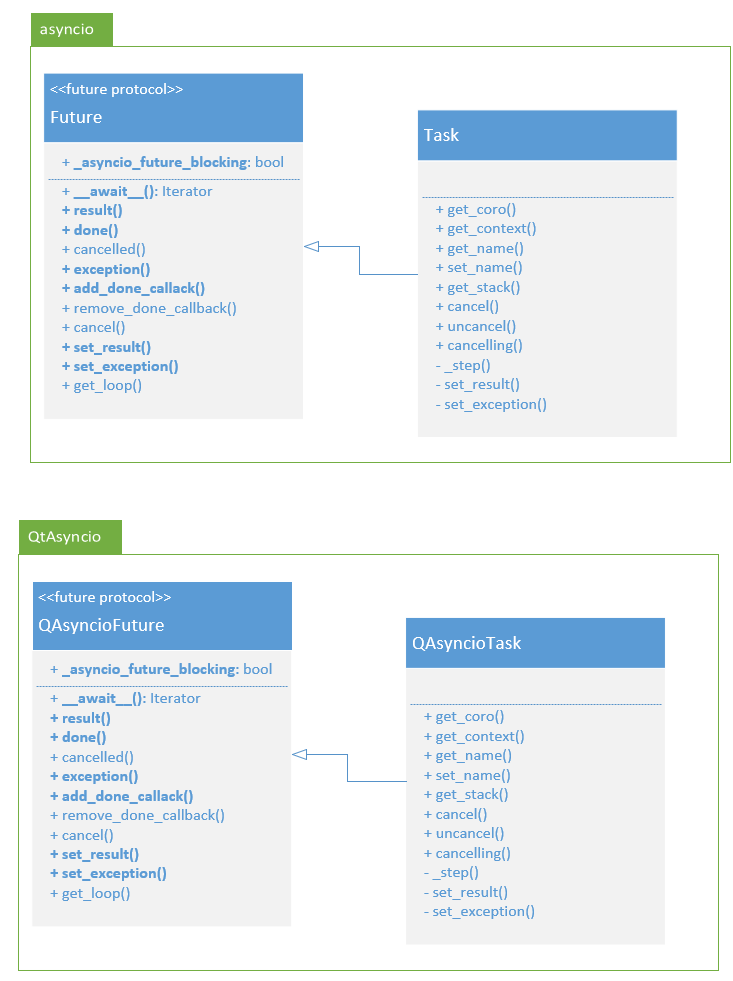 asyncio
<<future protocol>>
Future
+ _asyncio_future_blocking: bool
+ __await__(): Iterator
+ result()
+ done()
+ cancelled()
+ exception()
+ add_done_callack()
+ remove_done_callback()
+ cancel()
+ set_result()
+ set_exception()
+ get_loop()
Task
+ get_coro()
+ get_context()
+ get_name()
+ set_name()
+ get_stack()
+ cancel()
+ uncancel()
+ cancelling()
- _step()
- set_result()
- set_exception()
QtAsyncio
<<future protocol>>
QAsyncioFuture
+ _asyncio_future_blocking: bool
+ __await__(): Iterator
+ result()
+ done()
+ cancelled()
+ exception()
+ add_done_callack()
+ remove_done_callback()
+ cancel()
+ set_result()
+ set_exception()
+ get_loop()
QAsyncioTask
+ get_coro()
+ get_context()
+ get_name()
+ set_name()
+ get_stack()
+ cancel()
+ uncancel()
+ cancelling()
- _step()
- set_result()
- set_exception()